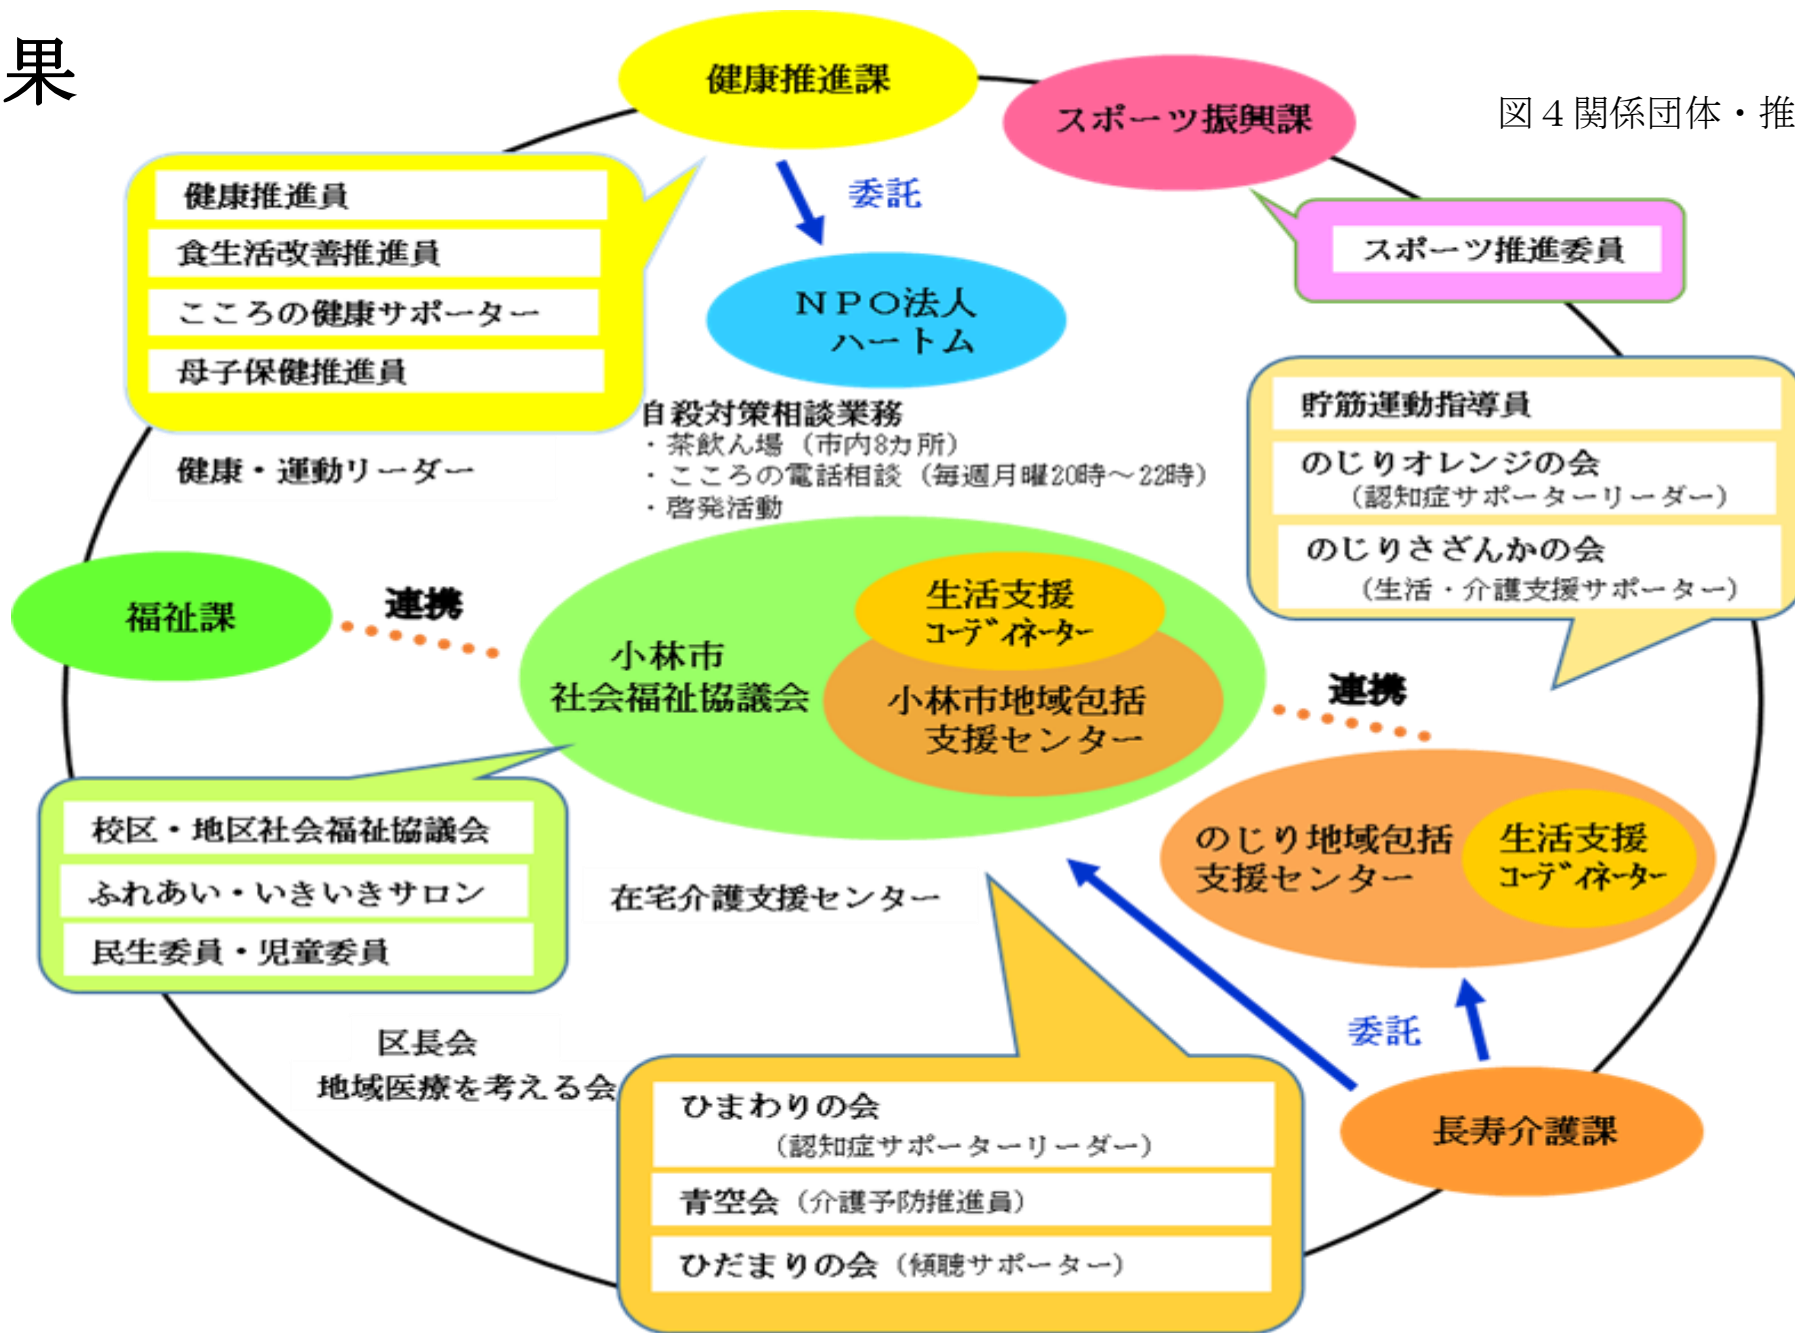 果
図４関係団体・推
健康推進課
スポーツ振興課
委託
健康推進員
食生活改善推進員
こころの健康サポーター
母子保健推進員
健康・運動リーダー
スポーツ推進委員
ＮＰＯ法人
ハートム
自殺対策相談業務
・茶飲ん場（市内8カ所）
・こころの電話相談（毎週月曜20時～22時）
・啓発活動
貯筋運動指導員
のじりオレンジの会
（認知症サポーターリーダー）
のじりさざんかの会
（生活・介護支援サポーター）
福祉課
連携
小林市
社会福祉協議会
生活支援
ｺｰﾃﾞｨﾈｰﾀｰ
小林市地域包括
支援センター
連携
のじり地域包括
支援センター
生活支援
ｺｰﾃﾞｨﾈｰﾀｰ
校区・地区社会福祉協議会
ふれあい・いきいきサロン
民生委員・児童委員
在宅介護支援センター
区長会
地域医療を考える会
委託
長寿介護課
ひまわりの会
（認知症サポーターリーダー）
青空会（介護予防推進員）
ひだまりの会（傾聴サポーター）